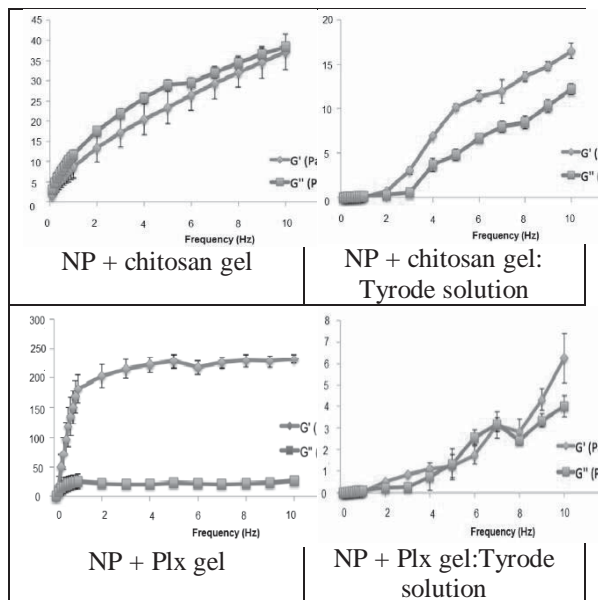 45
40
35
30
25
20
15
10
5
0
0 2 4 6 8 10
Frequency (Hz)
G' (Pa
G" (P
NP + chitosan gel
20
15
10
5
0
0 2 4 6 8 10
Frequency (Hz)
G' (
G" (P
NP + chitosan gel:
Tyrode solution
300
250
200
150
100
50
0
0 2 4 6 8 10
Frequency (Hz)
G' (
G" (
NP + Plx gel
8
7
6
5
4
3
2
1
0
0 2 4 6 8 10
Frequency (Hz)
G' (P
G" (P
NP + Plx gel:Tyrode
solution